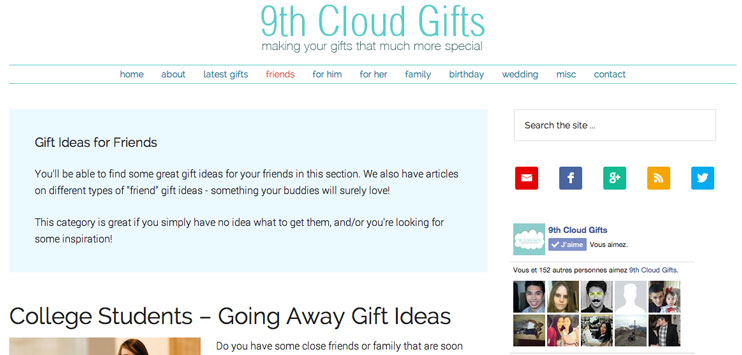 9th Cloud Gifts
making your gifts that much more special
home about latest gifts friends for him for her family birthday wedding misc contact
Gift Ideas for Friends
You'll be able to find some great gift ideas for your friends in this section. We also have articles
on different types of "friend" gift ideas - something your buddies will surely love!
This category is great if you simply have no idea what to get them, and/or you're looking for
some inspiration!
College Students – Going Away Gift Ideas
Do you have some close friends or family that are soon
Search the site ...
9th Cloud Gifts
J'aime Vous aimez.
Vous et 152 autres personnes aimez 9th Cloud Gifts.